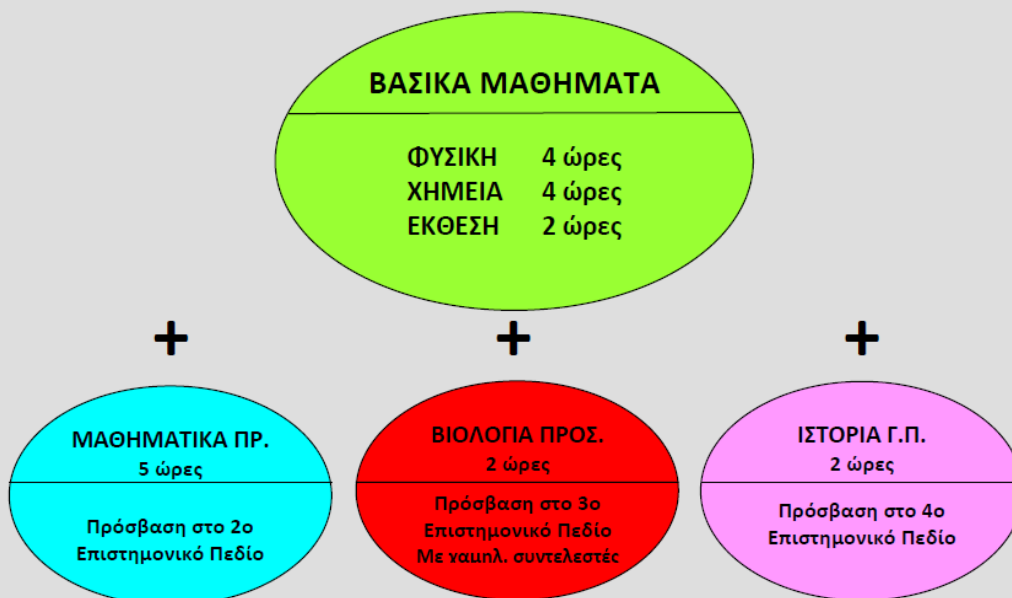 ΒΑΣΙΚΑ ΜΑΘΗΜΑΤΑ
ΦΥΣΙΚΗ 4 ώρες
ΧΗΜΕΙΑ 4 ώρες
ΕΚΘΕΣΗ 2 ώρες
+ + +
ΜΑΘΗΜΑΤΙΚΑ ΠΡ.
5 ώρες
Πρόσβαση στο 2ο
Επιστημονικό Πεδίο
ΒΙΟΛΟΓΙΑ ΠΡΟΣ.
2 ώρες
Πρόσβαση στο 3ο
Επιστημονικό Πεδίο
Με χαμηλ. συντελεστές
ΙΣΤΟΡΙΑ Γ.Π.
2 ώρες
Πρόσβαση στο 4ο
Επιστημονικό Πεδίο